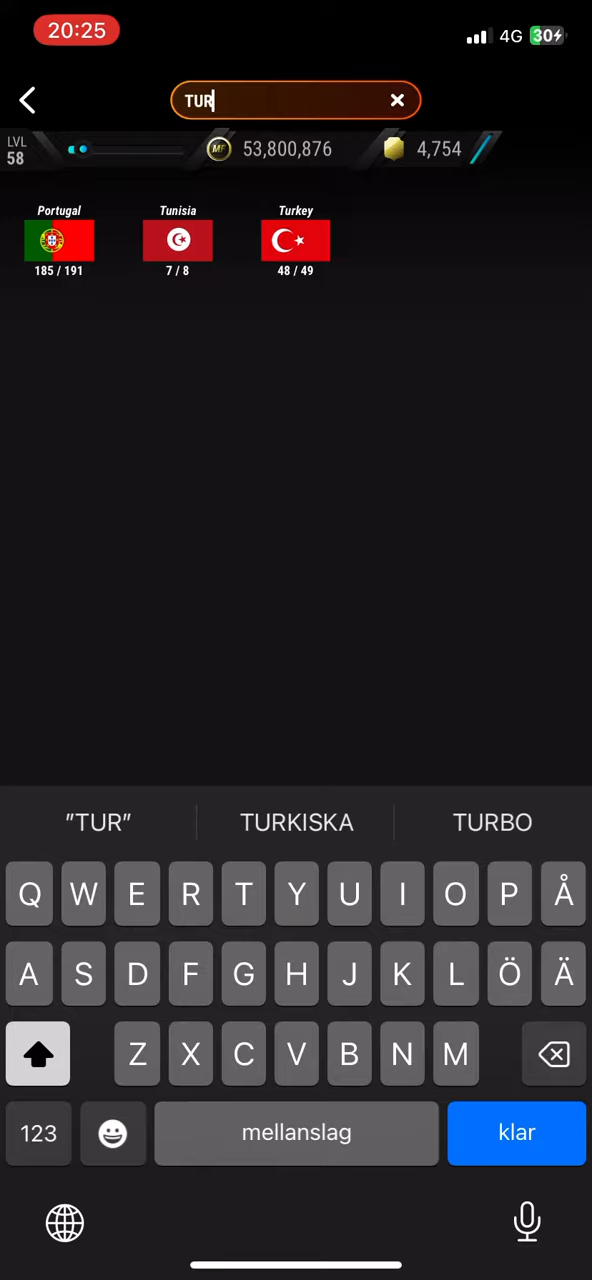 20:25
4G
30
TUR
LVL
58
MF
53,800,876
4,754
Portugal
Tunisia
Turkey
185 / 191
7 / 8
48 / 49
"TUR"
TURKISKA
TURBO
Q W E R T Y U I O P Å
A S D F G H J K L Ö Ä
Z X C V B N M
123
mellanslag
klar